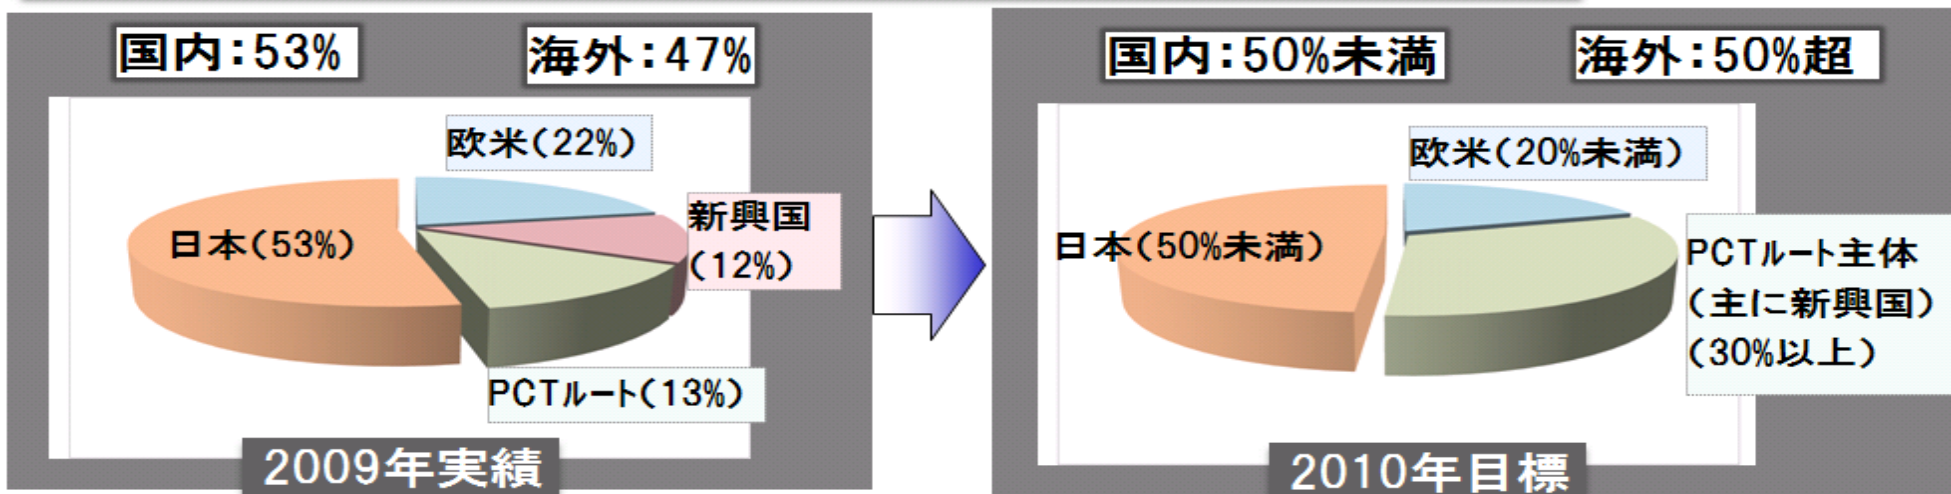 国内:53%
海外:47%
欧米(22%)
新興国
(12%)
日本(53%)
PCTルート(13%)
2009年実績
国内:50%未満
海外:50%超
欧米(20%未満)
日本(50%未満)
PCTルート主体
(主に新興国)
(30%以上)
2010年目標